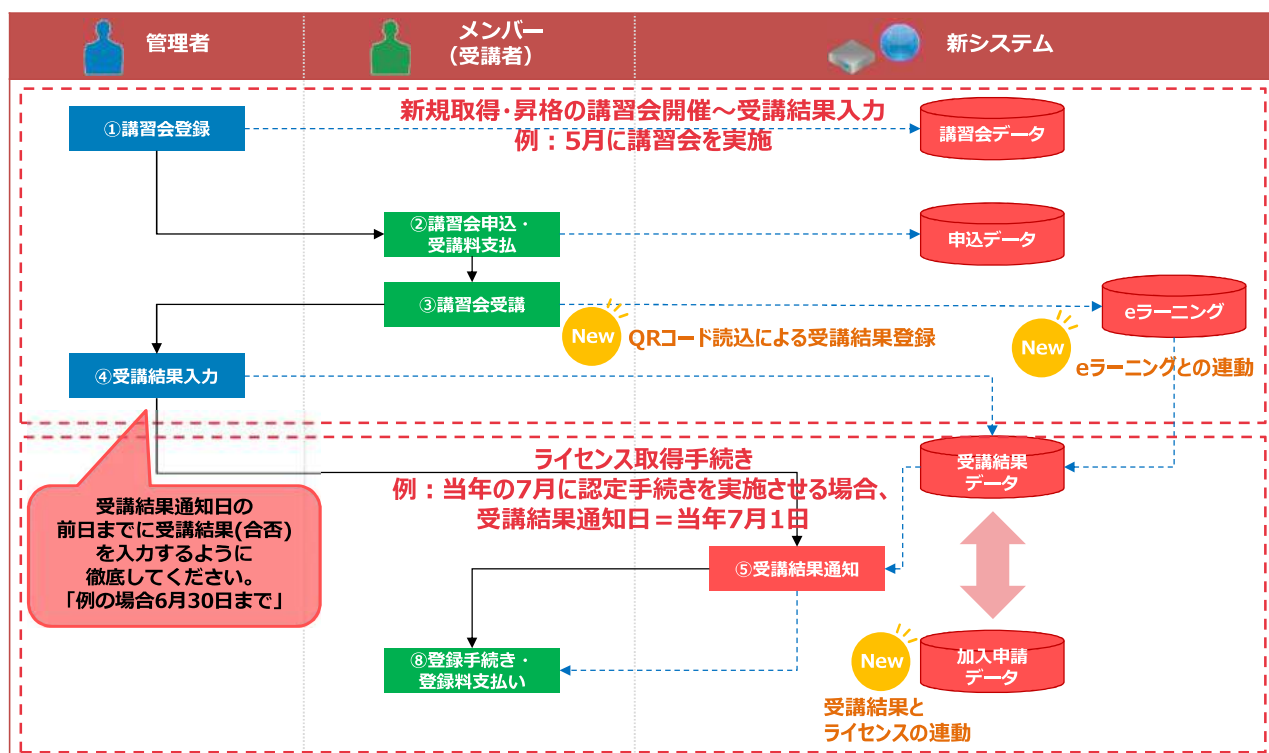 管理者
メンバー
（受講者）
新システム
新規取得・昇格の講習会開催～受講結果入力
例：5月に講習会を実施
①講習会登録
講習会データ
②講習会申込・
受講料支払
申込データ
③講習会受講
eラーニング
New
QRコード読込による受講結果登録
New
eラーニングとの連動
④受講結果入力
ライセンス取得手続き
例：当年の7月に認定手続きを実施させる場合、
受講結果通知日＝当年7月1日
受講結果
データ
受講結果通知日の
前日までに受講結果(合否)
を入力するように
徹底してください。
「例の場合6月30日まで」
⑤受講結果通知
⑧登録手続き・
登録料支払い
New
加入申請
データ
受講結果と
ライセンスの連動